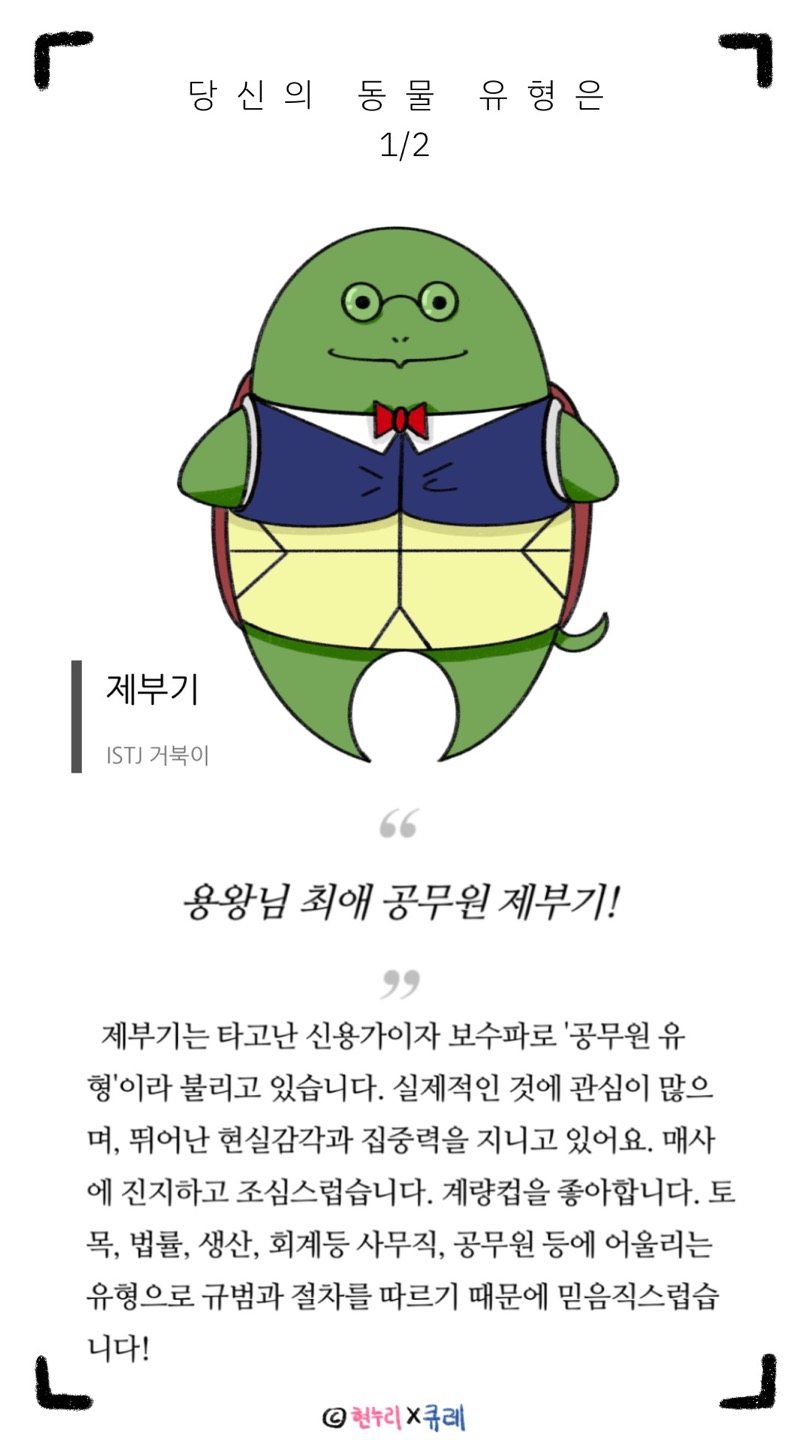 당신의 동물 유형은
1/2
제부기
ISTJ 거북이
“
용왕님 최애 공무원 제부기!
”
제부기는 타고난 신용가이자 보수파로 '공무원 유
형'이라 불리고 있습니다. 실제적인 것에 관심이 많으
며, 뛰어난 현실감각과 집중력을 지니고 있어요. 매사
에 진지하고 조심스럽습니다. 계량컵을 좋아합니다. 토
목, 법률, 생산, 회계등 사무직, 공무원 등에 어울리는
유형으로 규범과 절차를 따르기 때문에 믿음직스럽습
니다!
© 현누리 X 큐레